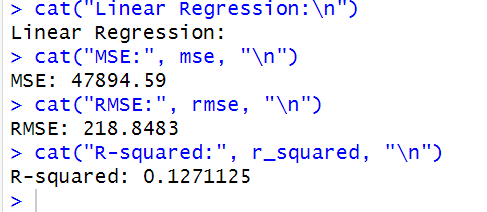 > cat("Linear Regression:\n")
Linear Regression:
> cat("MSE:", mse, "\n")
MSE: 47894.59
> cat("RMSE:", rmse, "\n")
RMSE: 218.8483
> cat("R-squared:", r_squared, "\n")
R-squared: 0.1271125
>